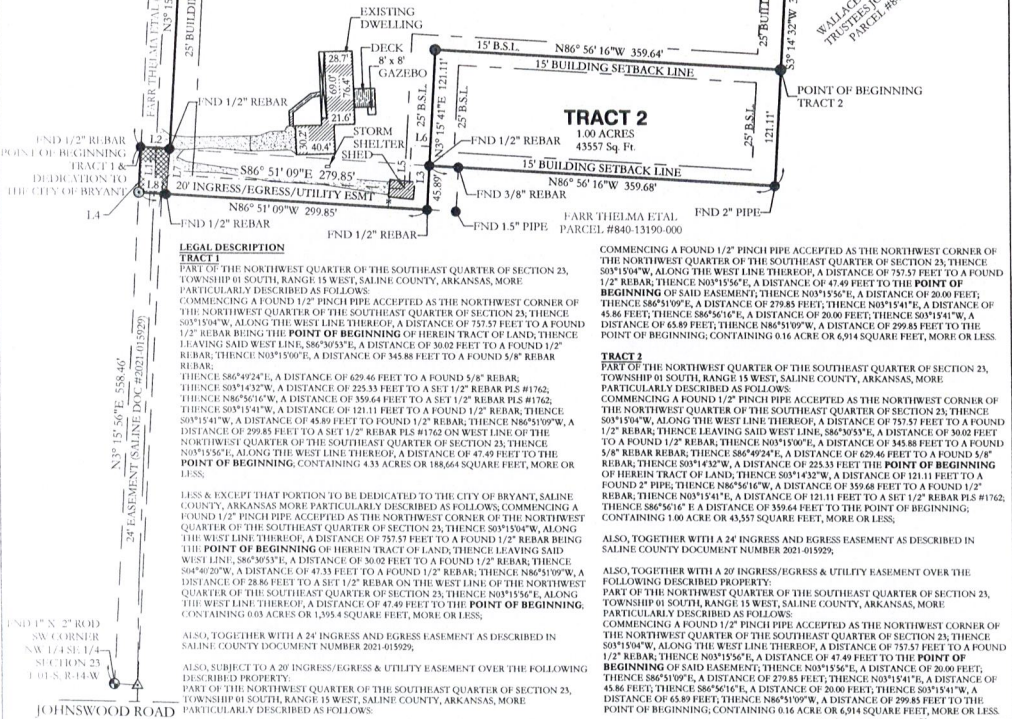 EXISTING
DWELLING
DECK
8' x 8'
GAZEBO
28.7'
69.0'
76.4'
21.6'
30.2'
40.4'
STORM
SHELTER
SHED
25' BUILDING
N3° 15'
FARR THELMA ETAL
FND 1/2" REBAR
FND 1/2" REBAR
POINT OF BEGINNING
TRACT 1 &
DEDICATION TO
THE CITY OF BRYANT
L2
L1
L7
L8
L4
L5
L6
L3
S86° 51' 09"E 279.85'
20' INGRESS/EGRESS/UTILITY ESMT
N86° 51' 09"W 299.85'
FND 1/2" REBAR
FND 1/2" REBAR
45.89'
N3° 15' 41"E 121.11'
25' B.S.L.
15' B.S.L.
N86° 56' 16"W 359.64'
15' BUILDING SETBACK LINE
25' B.S.L.
TRACT 2
1.00 ACRES
43557 Sq. Ft.
FND 1/2" REBAR
15' BUILDING SETBACK LINE
N86° 56' 16"W 359.68'
FND 3/8" REBAR
FND 1.5" PIPE
FARR THELMA ETAL
PARCEL #840-13190-000
FND 2" PIPE
25' B.S.L.
121.11'
25' BUIL
S3° 14' 32"W
WALLACE
TRUSTEES
PARCEL #8
POINT OF BEGINNING
TRACT 2
N3° 15' 56"E 558.46'
24' EASEMENT (SALINE DOC #2021-015929)
FND 1" X 2" ROD
SW CORNER
NW 1/4 SE 1/4
SECTION 23
T-01-S, R-14-W
JOHNSWOOD ROAD
LEGAL DESCRIPTION
TRACT 1
PART OF THE NORTHWEST QUARTER OF THE SOUTHEAST QUARTER OF SECTION 23,
TOWNSHIP 01 SOUTH, RANGE 15 WEST, SALINE COUNTY, ARKANSAS, MORE
PARTICULARLY DESCRIBED AS FOLLOWS:
COMMENCING A FOUND 1/2" PINCH PIPE ACCEPTED AS THE NORTHWEST CORNER OF
THE NORTHWEST QUARTER OF THE SOUTHEAST QUARTER OF SECTION 23; THENCE
S03°15'04"W, ALONG THE WEST LINE THEREOF, A DISTANCE OF 757.57 FEET TO A FOUND
1/2" REBAR BEING THE POINT OF BEGINNING OF HEREIN TRACT OF LAND; THENCE
LEAVING SAID WEST LINE, S86°30'53"E, A DISTANCE OF 30.02 FEET TO A FOUND 1/2"
REBAR; THENCE N03°15'00"E, A DISTANCE OF 345.88 FEET TO A FOUND 5/8" REBAR
REBAR;
THENCE S86°49'24"E, A DISTANCE OF 629.46 FEET TO A FOUND 5/8" REBAR;
THENCE S03°14'32"W, A DISTANCE OF 225.33 FEET TO A SET 1/2" REBAR PLS #1762;
THENCE N86°56'16"W, A DISTANCE OF 359.64 FEET TO A SET 1/2" REBAR PLS #1762;
THENCE S03°15'41"W, A DISTANCE OF 121.11 FEET TO A FOUND 1/2" REBAR; THENCE
S03°15'41"W, A DISTANCE OF 45.89 FEET TO A FOUND 1/2" REBAR; THENCE N86°51'09"W, A
DISTANCE OF 299.85 FEET TO A SET 1/2" REBAR PLS #1762 ON WEST LINE OF THE
NORTHWEST QUARTER OF THE SOUTHEAST QUARTER OF SECTION 23; THENCE
N03°15'56"E, ALONG THE WEST LINE THEREOF, A DISTANCE OF 47.49 FEET TO THE
POINT OF BEGINNING; CONTAINING 4.33 ACRES OR 188,664 SQUARE FEET, MORE OR
LESS;
LESS & EXCEPT THAT PORTION TO BE DEDICATED TO THE CITY OF BRYANT, SALINE
COUNTY, ARKANSAS MORE PARTICULARLY DESCRIBED AS FOLLOWS; COMMENCING A
FOUND 1/2" PINCH PIPE ACCEPTED AS THE NORTHWEST CORNER OF THE NORTHWEST
QUARTER OF THE SOUTHEAST QUARTER OF SECTION 23, THENCE S03°15'04"W, ALONG
THE WEST LINE THEREOF, A DISTANCE OF 757.57 FEET TO A FOUND 1/2" REBAR BEING
THE POINT OF BEGINNING OF HEREIN TRACT OF LAND; THENCE LEAVING SAID
WEST LINE, S86°30'53"E, A DISTANCE OF 30.02 FEET TO A FOUND 1/2" REBAR; THENCE
S04°40'20"W, A DISTANCE OF 47.33 FEET TO A FOUND 1/2" REBAR; THENCE N86°51'09"W, A
DISTANCE OF 28.86 FEET TO A SET 1/2" REBAR ON THE WEST LINE OF THE NORTHWEST
QUARTER OF THE SOUTHEAST QUARTER OF SECTION 23; THENCE N03°15'56"E, ALONG
THE WEST LINE THEREOF, A DISTANCE OF 47.49 FEET TO THE POINT OF BEGINNING;
CONTAINING 0.03 ACRES OR 1,395.4 SQUARE FEET, MORE OR LESS;
ALSO, TOGETHER WITH A 24' INGRESS AND EGRESS EASEMENT AS DESCRIBED IN
SALINE COUNTY DOCUMENT NUMBER 2021-015929;
ALSO, SUBJECT TO A 20' INGRESS/EGRESS & UTILITY EASEMENT OVER THE FOLLOWING
DESCRIBED PROPERTY:
PART OF THE NORTHWEST QUARTER OF THE SOUTHEAST QUARTER OF SECTION 23,
TOWNSHIP 01 SOUTH, RANGE 15 WEST, SALINE COUNTY, ARKANSAS, MORE
PARTICULARLY DESCRIBED AS FOLLOWS:
COMMENCING A FOUND 1/2" PINCH PIPE ACCEPTED AS THE NORTHWEST CORNER OF
THE NORTHWEST QUARTER OF THE SOUTHEAST QUARTER OF SECTION 23; THENCE
S03°15'04"W, ALONG THE WEST LINE THEREOF, A DISTANCE OF 757.57 FEET TO A FOUND
1/2" REBAR; THENCE N03°15'56"E, A DISTANCE OF 47.49 FEET TO THE POINT OF
BEGINNING OF SAID EASEMENT; THENCE N03°15'56"E, A DISTANCE OF 20.00 FEET;
THENCE S86°51'09"E, A DISTANCE OF 279.85 FEET; THENCE N03°15'41"E, A DISTANCE OF
45.86 FEET; THENCE S86°56'16"E, A DISTANCE OF 20.00 FEET; THENCE S03°15'41"W, A
DISTANCE OF 65.89 FEET; THENCE N86°51'09"W, A DISTANCE OF 299.85 FEET TO THE
POINT OF BEGINNING; CONTAINING 0.16 ACRE OR 6,914 SQUARE FEET, MORE OR LESS.
TRACT 2
PART OF THE NORTHWEST QUARTER OF THE SOUTHEAST QUARTER OF SECTION 23,
TOWNSHIP 01 SOUTH, RANGE 15 WEST, SALINE COUNTY, ARKANSAS, MORE
PARTICULARLY DESCRIBED AS FOLLOWS:
COMMENCING A FOUND 1/2" PINCH PIPE ACCEPTED AS THE NORTHWEST CORNER OF
THE NORTHWEST QUARTER OF THE SOUTHEAST QUARTER OF SECTION 23; THENCE
S03°15'04"W, ALONG THE WEST LINE THEREOF, A DISTANCE OF 757.57 FEET TO A FOUND
1/2" REBAR; THENCE LEAVING SAID WEST LINE, S86°30'53"E, A DISTANCE OF 30.02 FEET
TO A FOUND 1/2" REBAR; THENCE N03°15'00"E, A DISTANCE OF 345.88 FEET TO A FOUND
5/8" REBAR REBAR; THENCE S86°49'24"E, A DISTANCE OF 629.46 FEET TO A FOUND 5/8"
REBAR; THENCE S03°14'32"W, A DISTANCE OF 225.33 FEET THE POINT OF BEGINNING
OF HEREIN TRACT OF LAND; THENCE S03°14'32"W, A DISTANCE OF 121.11 FEET TO A
FOUND 2" PIPE; THENCE N86°56'16"W, A DISTANCE OF 359.68 FEET TO A FOUND 1/2"
REBAR; THENCE N03°15'41"E, A DISTANCE OF 121.11 FEET TO A SET 1/2" REBAR PLS #1762;
THENCE S86°56'16" E A DISTANCE OF 359.64 FEET TO THE POINT OF BEGINNING;
CONTAINING 1.00 ACRE OR 43,557 SQUARE FEET, MORE OR LESS;
ALSO, TOGETHER WITH A 24' INGRESS AND EGRESS EASEMENT AS DESCRIBED IN
SALINE COUNTY DOCUMENT NUMBER 2021-015929;
ALSO, TOGETHER WITH A 20' INGRESS/EGRESS & UTILITY EASEMENT OVER THE
FOLLOWING DESCRIBED PROPERTY:
PART OF THE NORTHWEST QUARTER OF THE SOUTHEAST QUARTER OF SECTION 23,
TOWNSHIP 01 SOUTH, RANGE 15 WEST, SALINE COUNTY, ARKANSAS, MORE
PARTICULARLY DESCRIBED AS FOLLOWS:
COMMENCING A FOUND 1/2" PINCH PIPE ACCEPTED AS THE NORTHWEST CORNER OF
THE NORTHWEST QUARTER OF THE SOUTHEAST QUARTER OF SECTION 23; THENCE
S03°15'04"W, ALONG THE WEST LINE THEREOF, A DISTANCE OF 757.57 FEET TO A FOUND
1/2" REBAR; THENCE N03°15'56"E, A DISTANCE OF 47.49 FEET TO THE POINT OF
BEGINNING OF SAID EASEMENT; THENCE N03°15'56"E, A DISTANCE OF 20.00 FEET;
THENCE S86°51'09"E, A DISTANCE OF 279.85 FEET; THENCE N03°15'41"E, A DISTANCE OF
45.86 FEET; THENCE S86°56'16"E, A DISTANCE OF 20.00 FEET; THENCE S03°15'41"W, A
DISTANCE OF 65.89 FEET; THENCE N86°51'09"W, A DISTANCE OF 299.85 FEET TO THE
POINT OF BEGINNING; CONTAINING 0.16 ACRE OR 6,914 SQUARE FEET, MORE OR LESS.